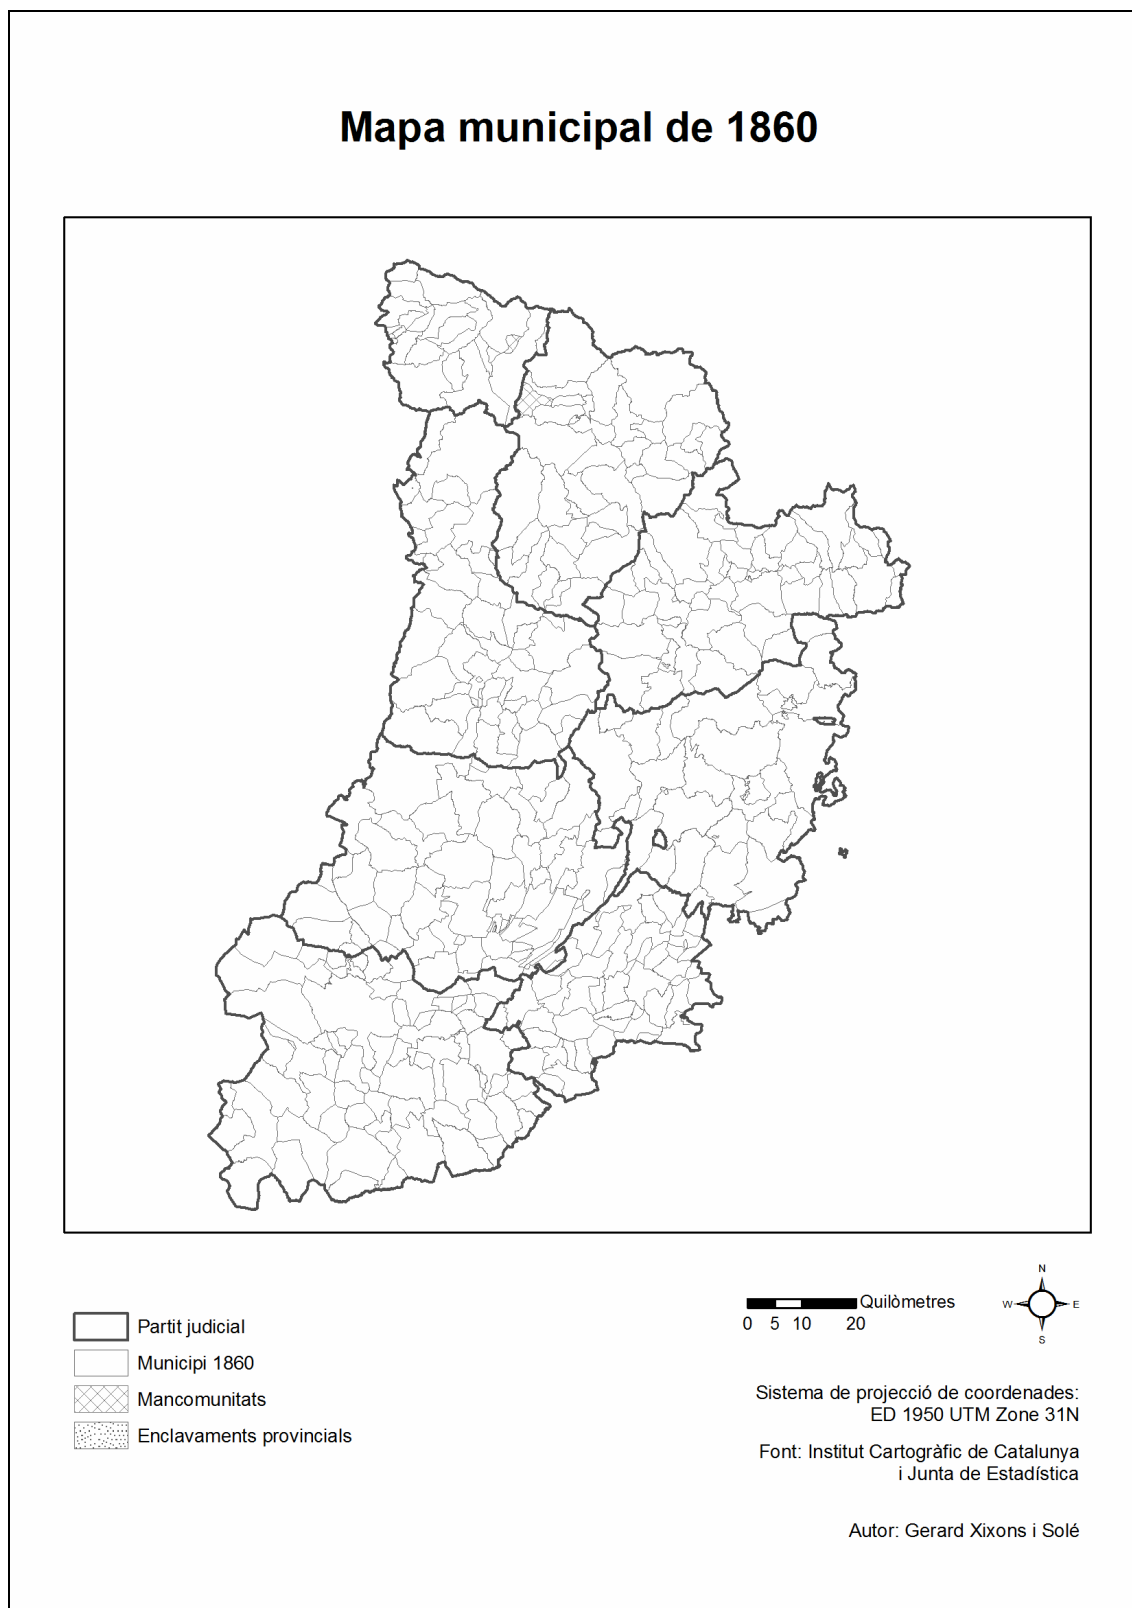 Mapa municipal de 1860
N
W E
S
Quilòmetres
0 5 10 20
Partit judicial
Municipi 1860
Mancomunitats
Enclavaments provincials
Sistema de projecció de coordenades:
ED 1950 UTM Zone 31N
Font: Institut Cartogràfic de Catalunya
i Junta de Estadística
Autor: Gerard Xixons i Solé